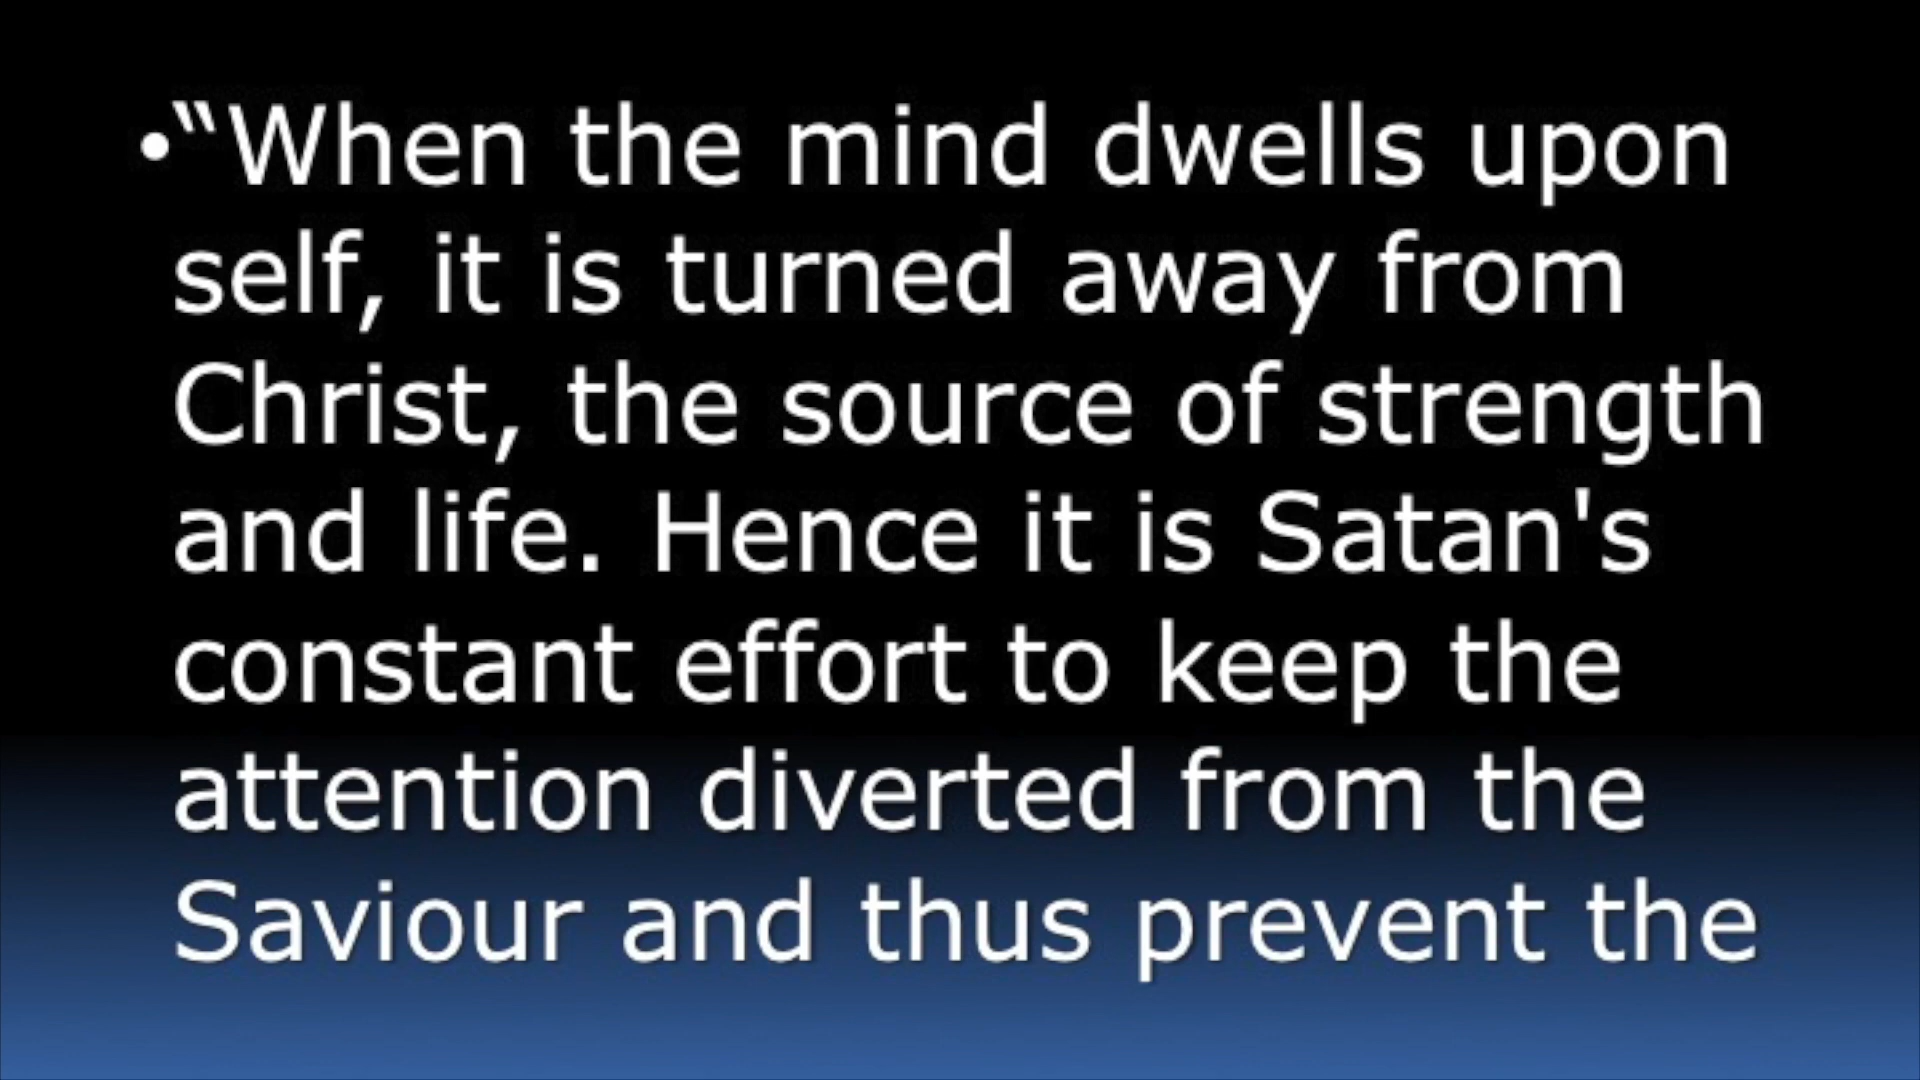 •“When the mind dwells upon
self, it is turned away from
Christ, the source of strength
and life. Hence it is Satan's
constant effort to keep the
attention diverted from the
Saviour and thus prevent the